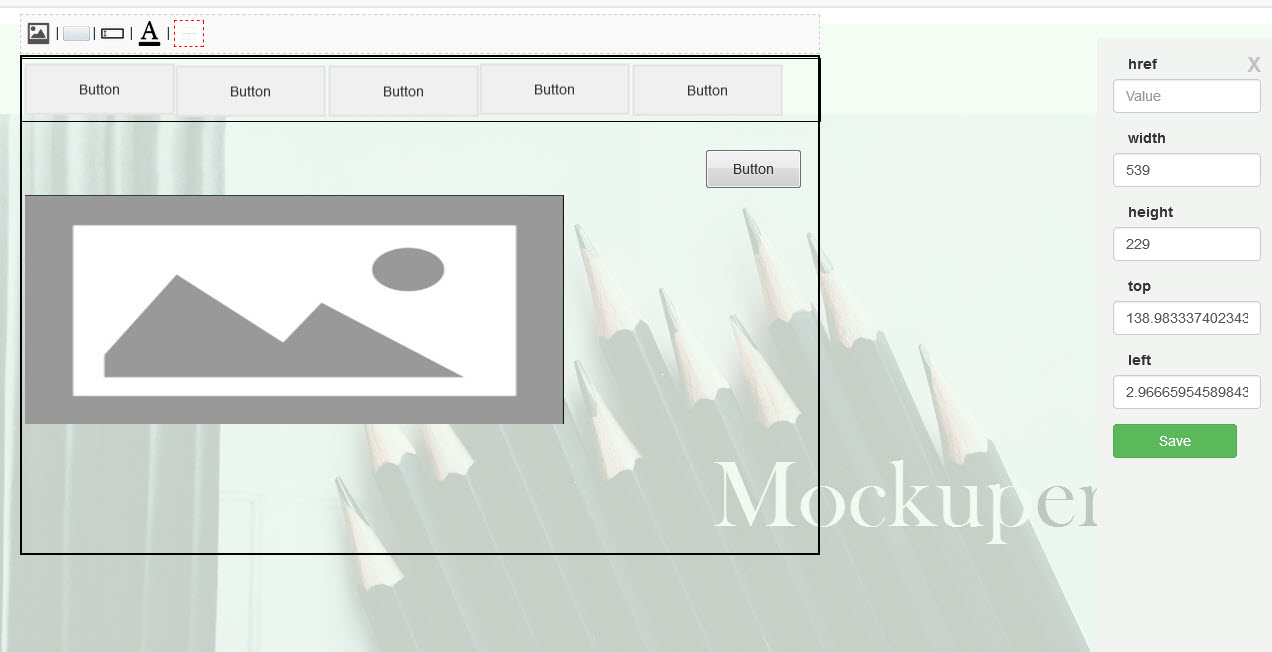 | | | A |
Button Button Button Button Button
Button
Mockuper
href X
Value
width
539
height
229
top
138.983337402343
left
2.96665954589843
Save